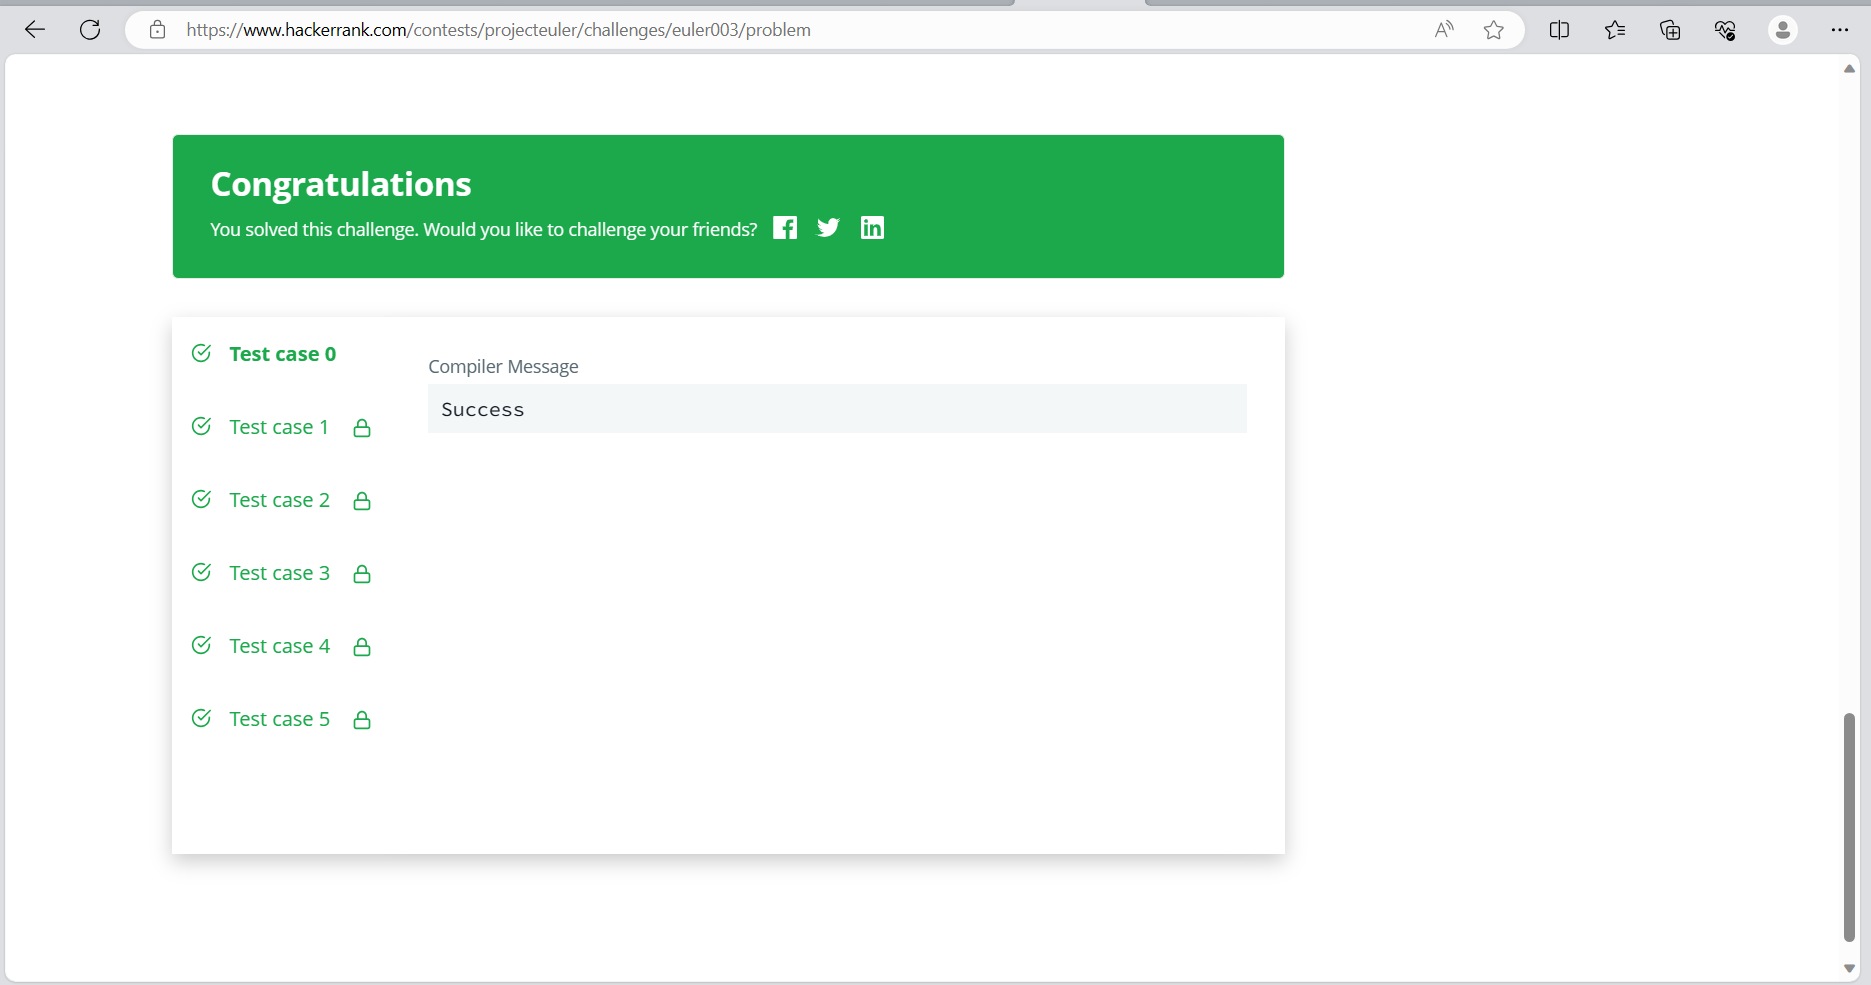 https://www.hackerrank.com/contests/projecteuler/challenges/euler003/problem
Congratulations
You solved this challenge. Would you like to challenge your friends?
Test case 0
Compiler Message
Success
Test case 1
Test case 2
Test case 3
Test case 4
Test case 5